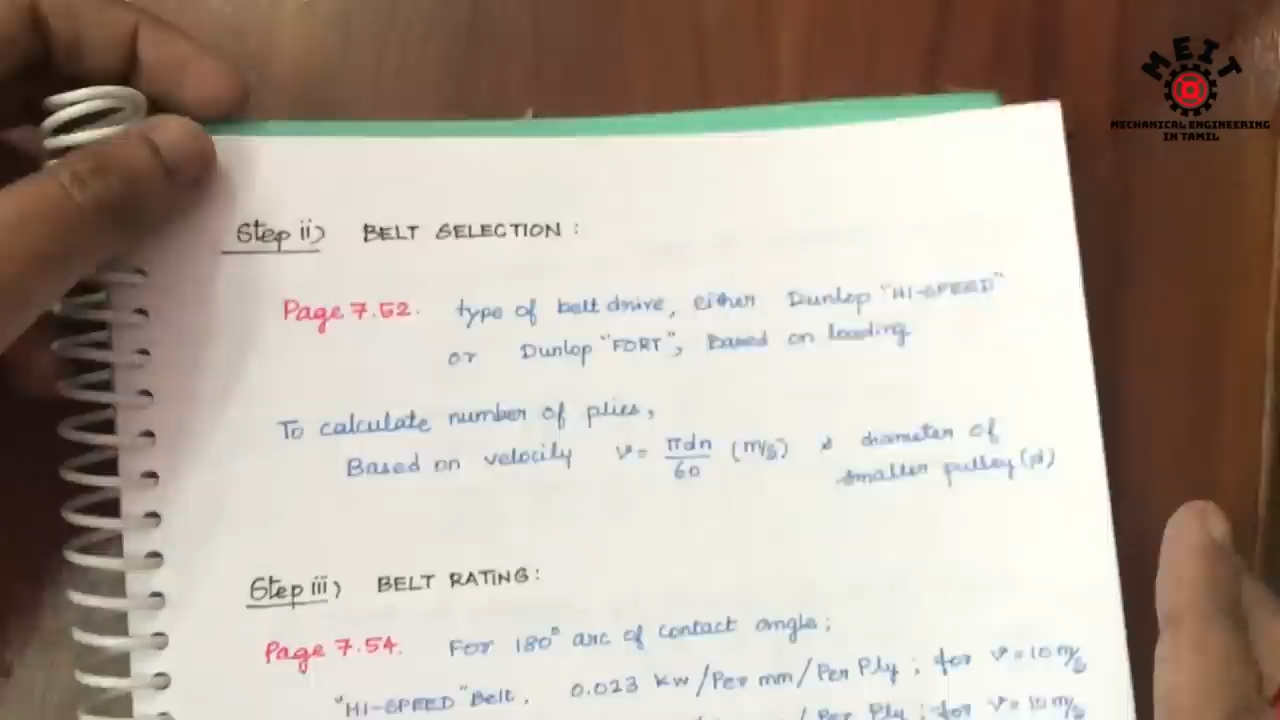 MEIT
MECHANICAL ENGINEERING
IN TAMIL
Step ii) BELT SELECTION :
Page 7.52. type of belt drive, either Dunlop "HI-SPEED"
or Dunlop "FORT", Based on loading
To calculate number of plies,
Based on velocity v = πdn/60 (m/s) & diameter of
smaller pulley (d)
Step iii) BELT RATING :
Page 7.54. For 180° arc of contact angle;
"HI-SPEED" Belt, 0.023 kw/Per mm/Per Ply ; for v = 10 m/s
/ Per Ply ; for v = 10 m/s